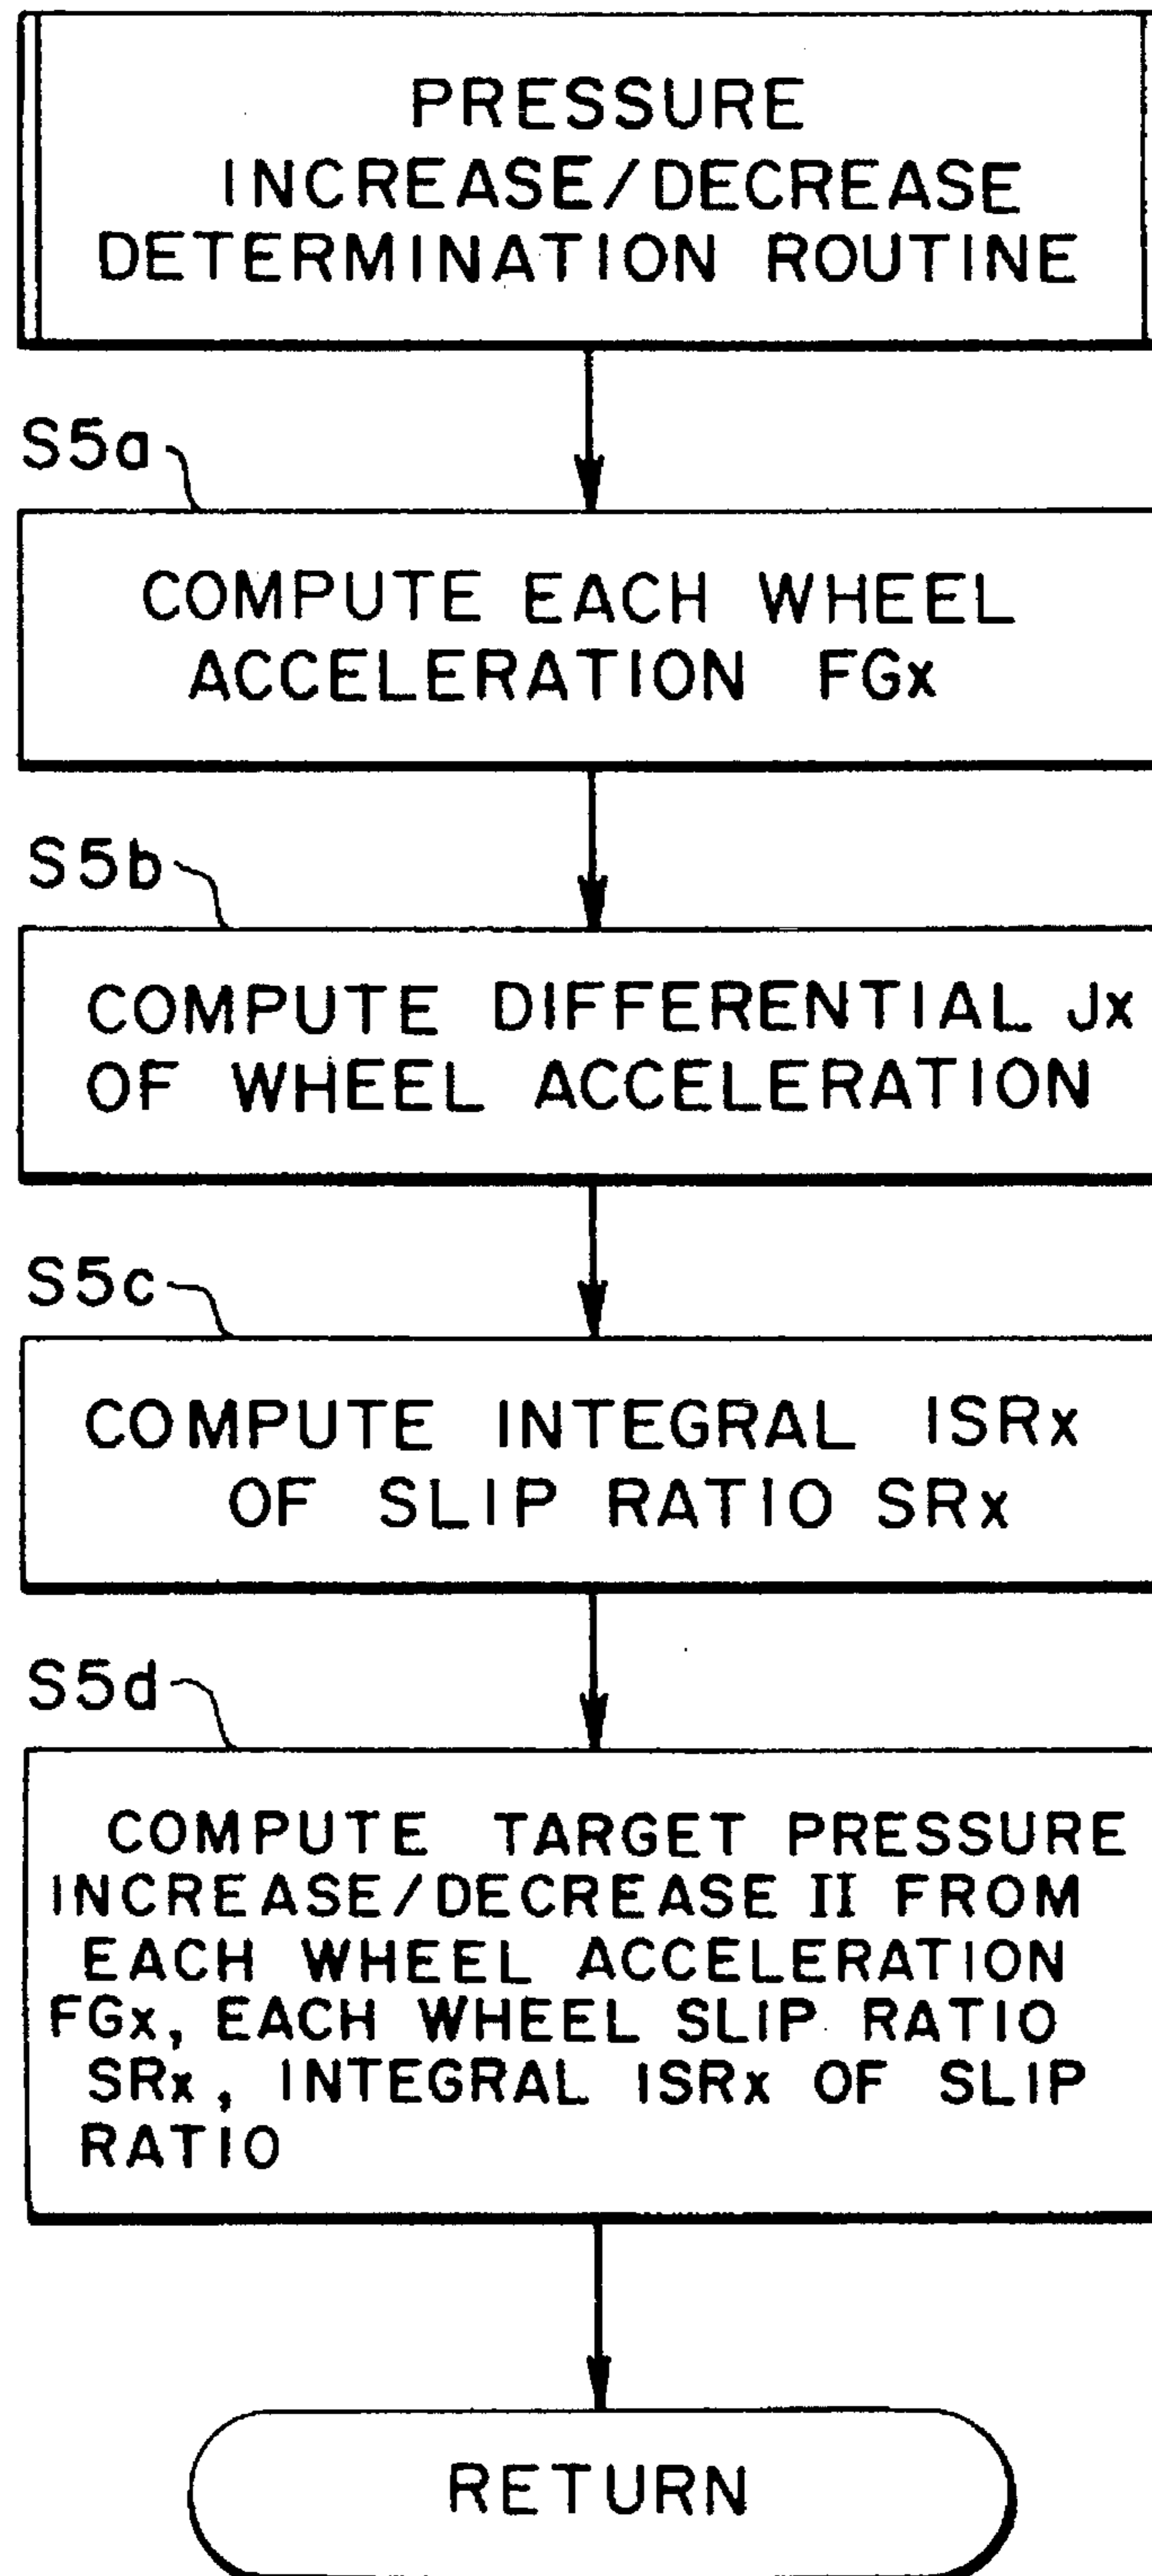 PRESSURE
INCREASE/DECREASE
DETERMINATION ROUTINE
S5a
COMPUTE EACH WHEEL
ACCELERATION FGx
S5b
COMPUTE DIFFERENTIAL Jx
OF WHEEL ACCELERATION
S5c
COMPUTE INTEGRAL ISRx
OF SLIP RATIO SRx
S5d
COMPUTE TARGET PRESSURE
INCREASE/DECREASE II FROM
EACH WHEEL ACCELERATION
FGx, EACH WHEEL SLIP RATIO
SRx, INTEGRAL ISRx OF SLIP
RATIO
RETURN